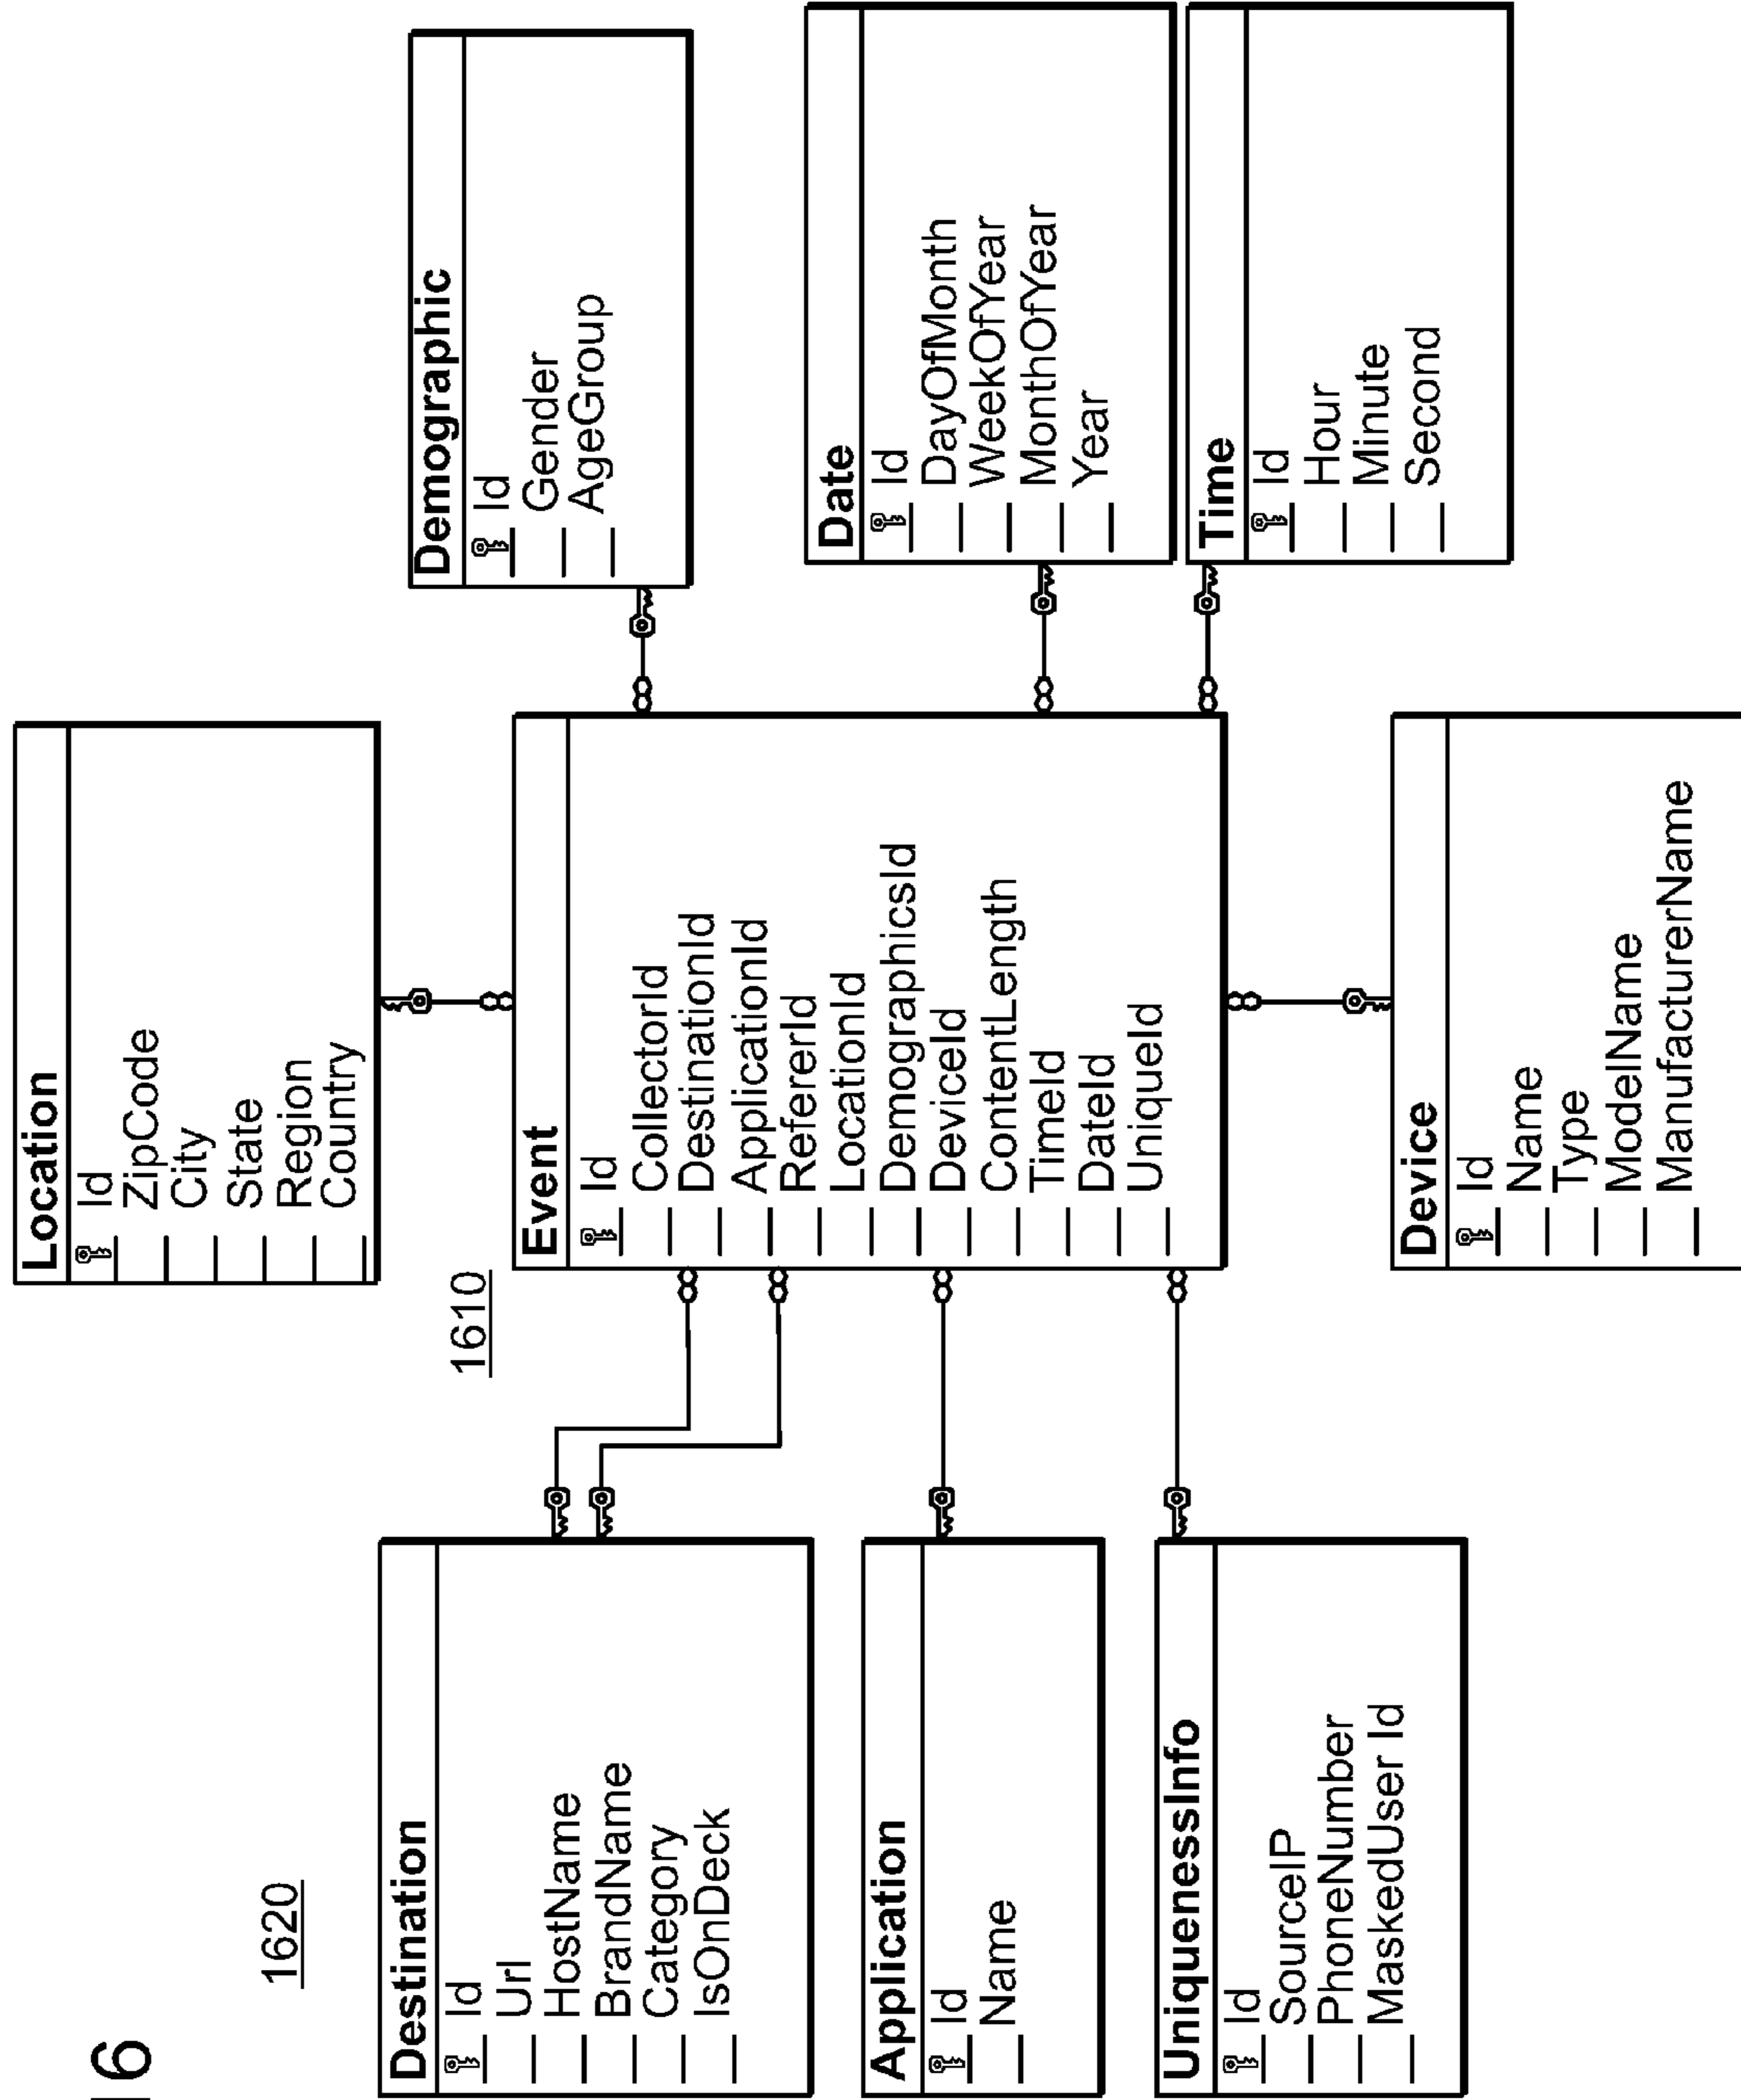 16
1620
1610
Location
Id
ZipCode
City
State
Region
Country
Destination
Id
Url
HostName
BrandName
Category
IsOnDeck
Application
Id
Name
UniquenessInfo
Id
SourceIP
PhoneNumber
MaskedUser Id
Event
Id
CollectorId
DestinationId
ApplicationId
RefererId
LocationId
DemographicsId
DeviceId
ContentLength
TimeId
DateId
UniqueId
Demographic
Id
Gender
AgeGroup
Date
Id
DayOfMonth
WeekOfYear
MonthOfYear
Year
Time
Id
Hour
Minute
Second
Device
Id
Name
Type
ModelName
ManufacturerName